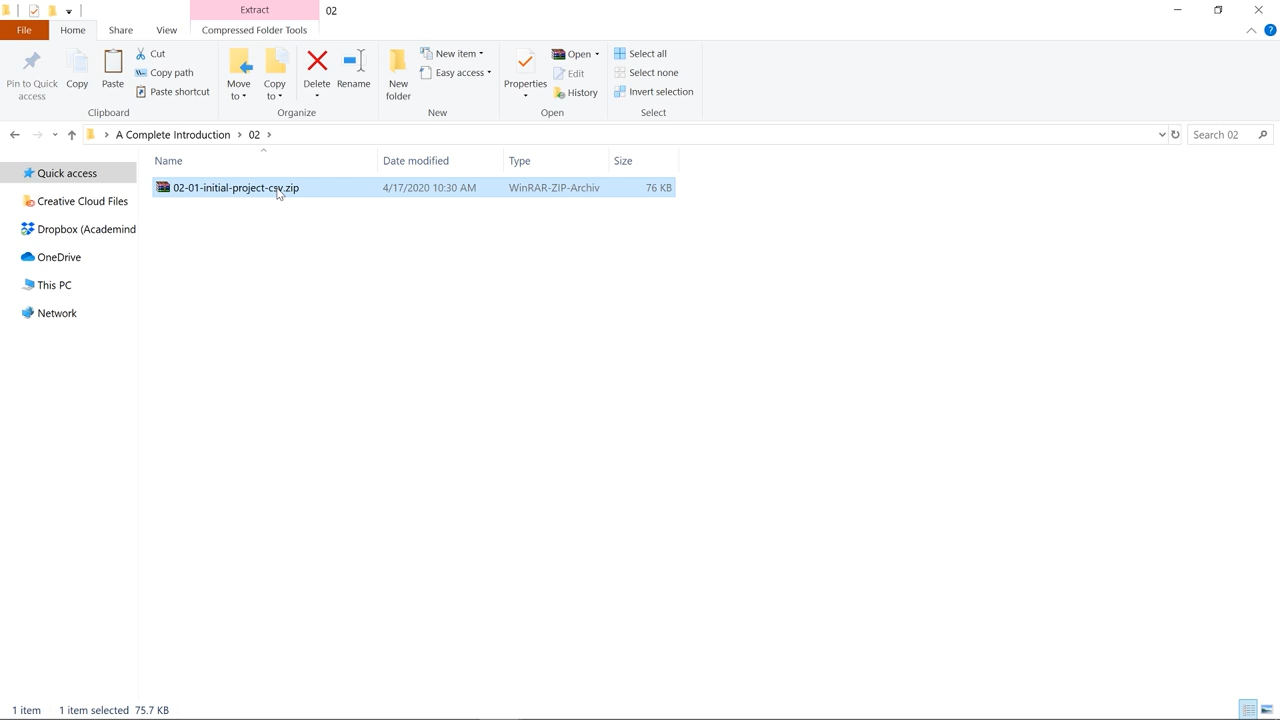 Extract
02
File
Home
Share
View
Compressed Folder Tools
Pin to Quick access
Copy
Paste
Cut
Copy path
Paste shortcut
Clipboard
Move to
Copy to
Delete
Rename
Organize
New folder
New item
Easy access
New
Properties
Open
Edit
History
Open
Select all
Select none
Invert selection
Select
A Complete Introduction
02
Search 02
Name
Date modified
Type
Size
Quick access
Creative Cloud Files
Dropbox (Academind
OneDrive
This PC
Network
02-01-initial-project-csv.zip
4/17/2020 10:30 AM
WinRAR-ZIP-Archiv
76 KB
1 item
1 item selected 75.7 KB